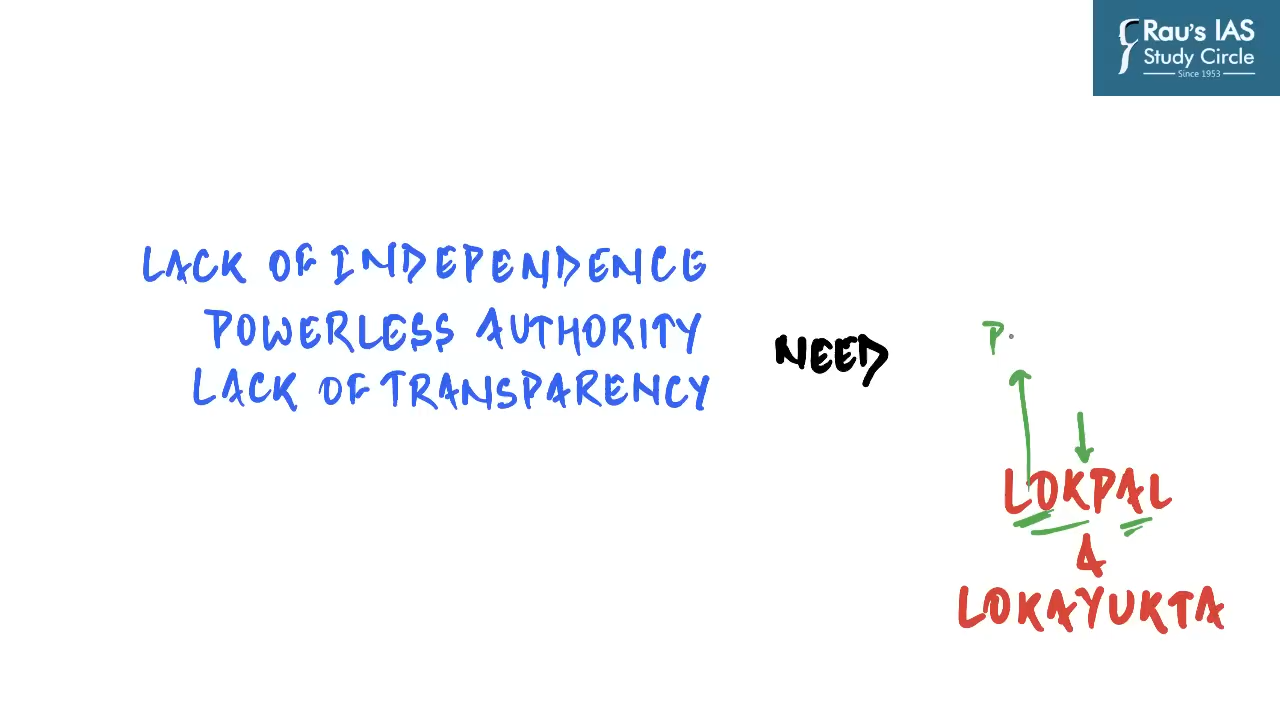 Rau's IAS
Study Circle
Since 1953
LACK OF INDEPENDENCE
POWERLESS AUTHORITY
LACK OF TRANSPARENCY
NEED
P
LOKPAL
&
LOKAYUKTA